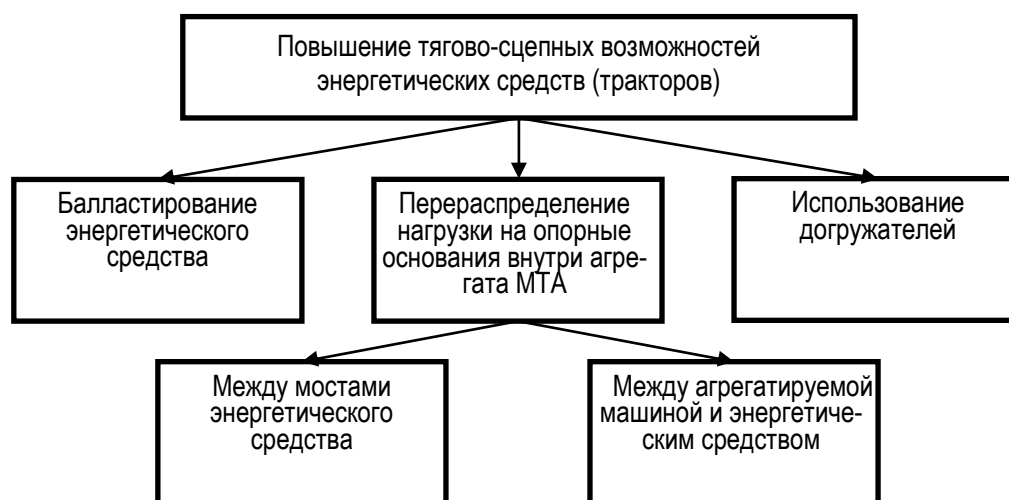 Повышение тягово-сцепных возможностей
энергетических средств (тракторов)
Балластирование
энергетического
средства
Перераспределение
нагрузки на опорные
основания внутри агре-
гата МТА
Использование
догружателей
Между мостами
энергетического
средства
Между агрегатируемой
машиной и энергетиче-
ским средством